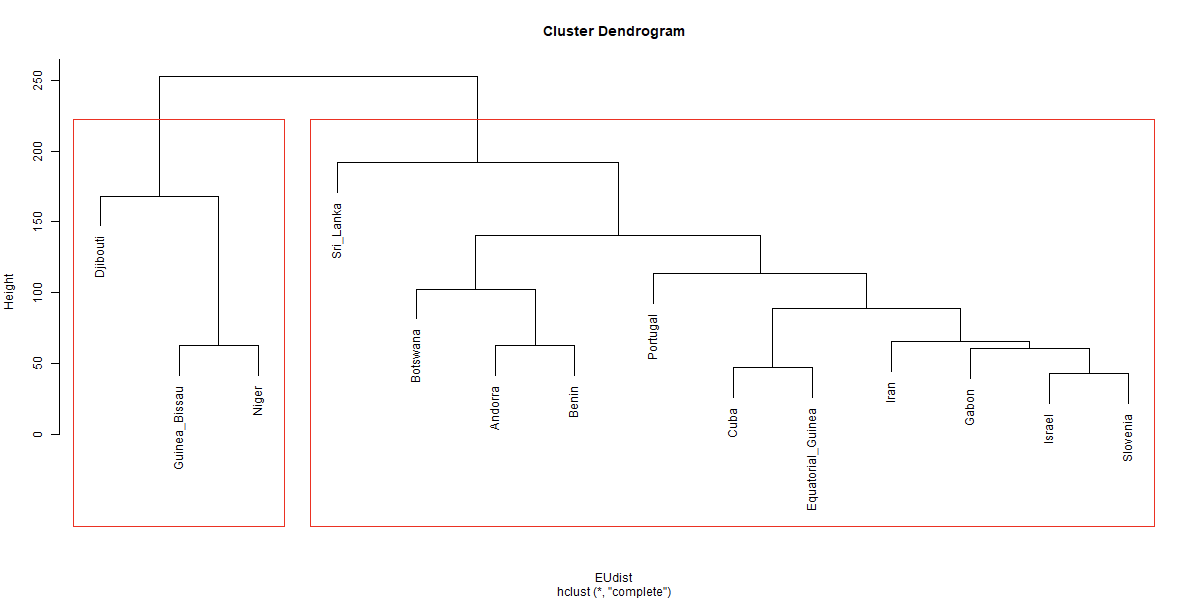 Cluster Dendrogram
Height
250
200
150
100
50
0
Djibouti
Guinea_Bissau
Niger
Sri_Lanka
Botswana
Andorra
Benin
Portugal
Cuba
Equatorial_Guinea
Iran
Gabon
Israel
Slovenia
EUdist
hclust (*, "complete")